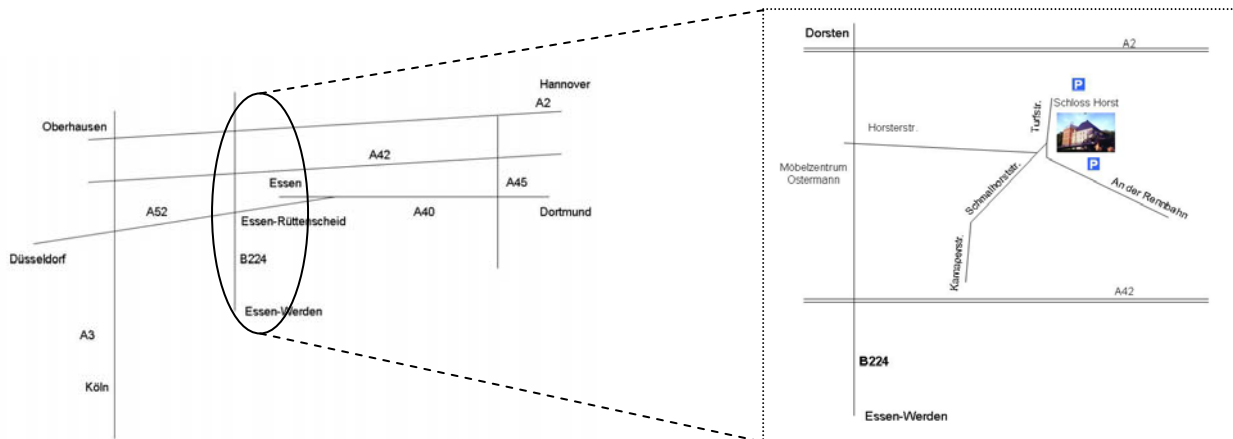 Hannover
A2
Oberhausen
A42
Essen
A45
A52
Essen-Rüttenscheid
A40
Dortmund
Düsseldorf
B224
Essen-Werden
A3
Köln
Dorsten
A2
P
Schloss Horst
Turfstr.
Horsterstr.
P
Möbelzentrum
Ostermann
Schmalhorststr.
An der Rennbahn
Karnaperstr.
A42
B224
Essen-Werden